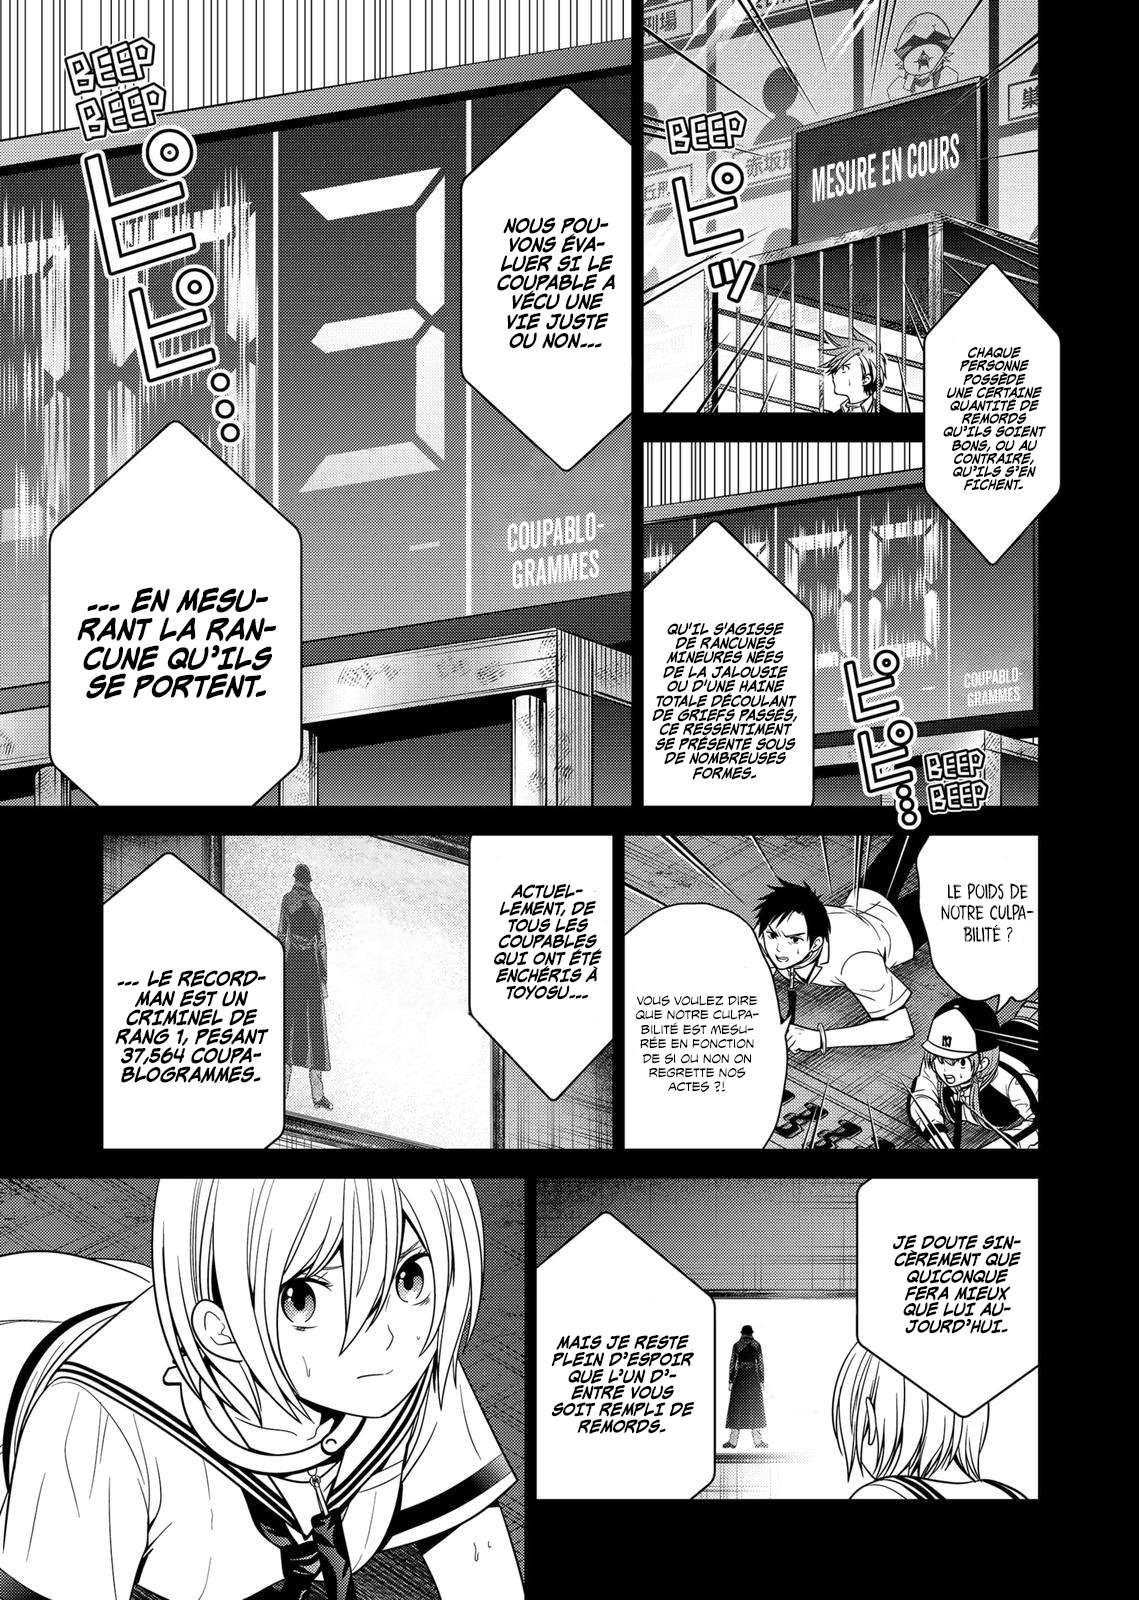 BEEP
ピッ
MESURE EN COURS
CHAQUE
PERSONNE
POSSÈDE
UNE CERTAINE
QUANTITÉ DE
REMORDS
QU'ILS SOIENT
BONS, OU AU
CONTRAIRE,
QU'ILS S'EN
FICHENT.
QU'IL S'AGISSE
DE RANCUNES
MINEURES NÉES
DE LA JALOUSIE
OU D'UNE HAINE
TOTALE DÉCOULANT
DE GRIEFS PASSÉS,
CE RESSENTIMENT
SE PRÉSENTE SOUS
DE NOMBREUSES
FORMES.
COUPABLO-
GRAMMES
ピピ...
BEEP
BEEP
BEEP
BEEP
ピピピ...
3
NOUS POU-
VONS ÉVA-
LUER SI LE
COUPABLE A
VÉCU UNE
VIE JUSTE
OU NON...
COUPABLO-
GRAMMES
... EN MESU-
RANT LA RAN-
CUNE QU'ILS
SE PORTENT.
LE POIDS DE
NOTRE CULPA-
BILITÉ ?
VOUS VOULEZ DIRE
QUE NOTRE CULPA-
BILITÉ EST MESU-
RÉE EN FONCTION
DE SI OU NON ON
REGRETTE NOS
ACTES ?!
ACTUEL-
LEMENT, DE
TOUS LES
COUPABLES
QUI ONT ÉTÉ
ENCHÉRIS À
TOYOSU...
... LE RECORD-
MAN EST UN
CRIMINEL DE
RANG 1, PESANT
37,564 COUPA-
BLOGRAMMES.
JE DOUTE SIN-
CÈREMENT QUE
QUICONQUE
FERA MIEUX
QUE LUI AU-
JOURD'HUI.
MAIS JE RESTE
PLEIN D'ESPOIR
QUE L'UN D'-
ENTRE VOUS
SOIT REMPLI DE
REMORDS.